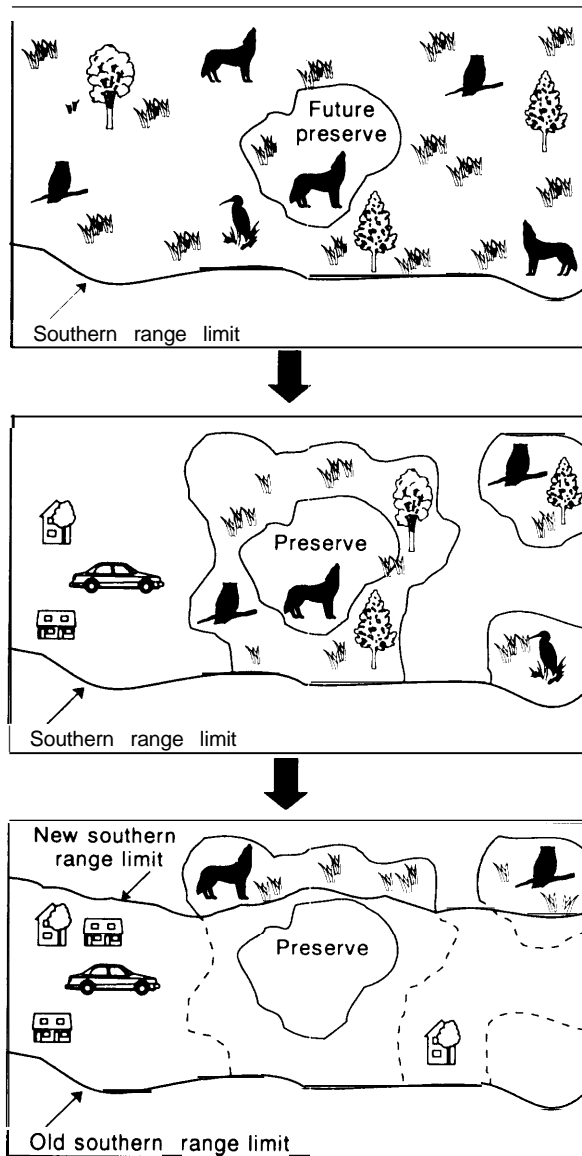 Future
preserve
Southern range limit
Preserve
Southern range limit
New southern
range limit
Preserve
Old southern range limit